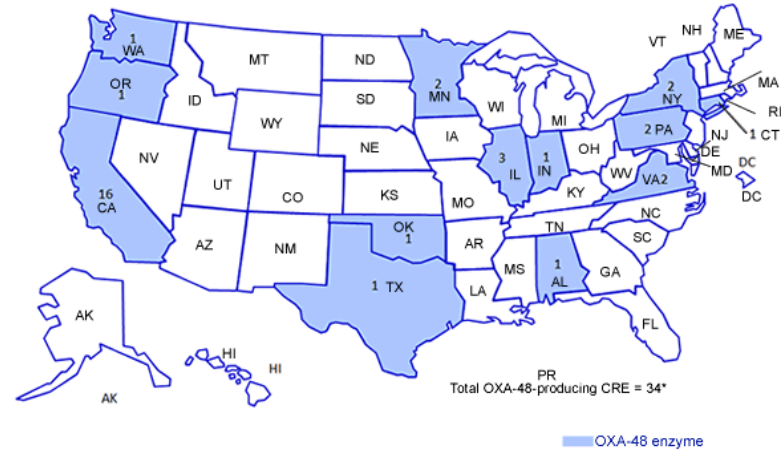 NH
ME
VT
1
WA
MT
ND
2
MN
OR
1
ID
SD
WI
MI
2
NY
MA
RI
1 CT
WY
IA
2 PA
NJ
NV
NE
3
IL
1
IN
OH
DE
MD
DC
DC
UT
CO
KS
MO
WV
VA2
KY
16
CA
NC
TN
OK
1
AZ
NM
AR
SC
MS
1
AL
GA
1 TX
LA
FL
AK
HI
HI
AK
PR
Total OXA-48-producing CRE = 34*
OXA-48 enzyme